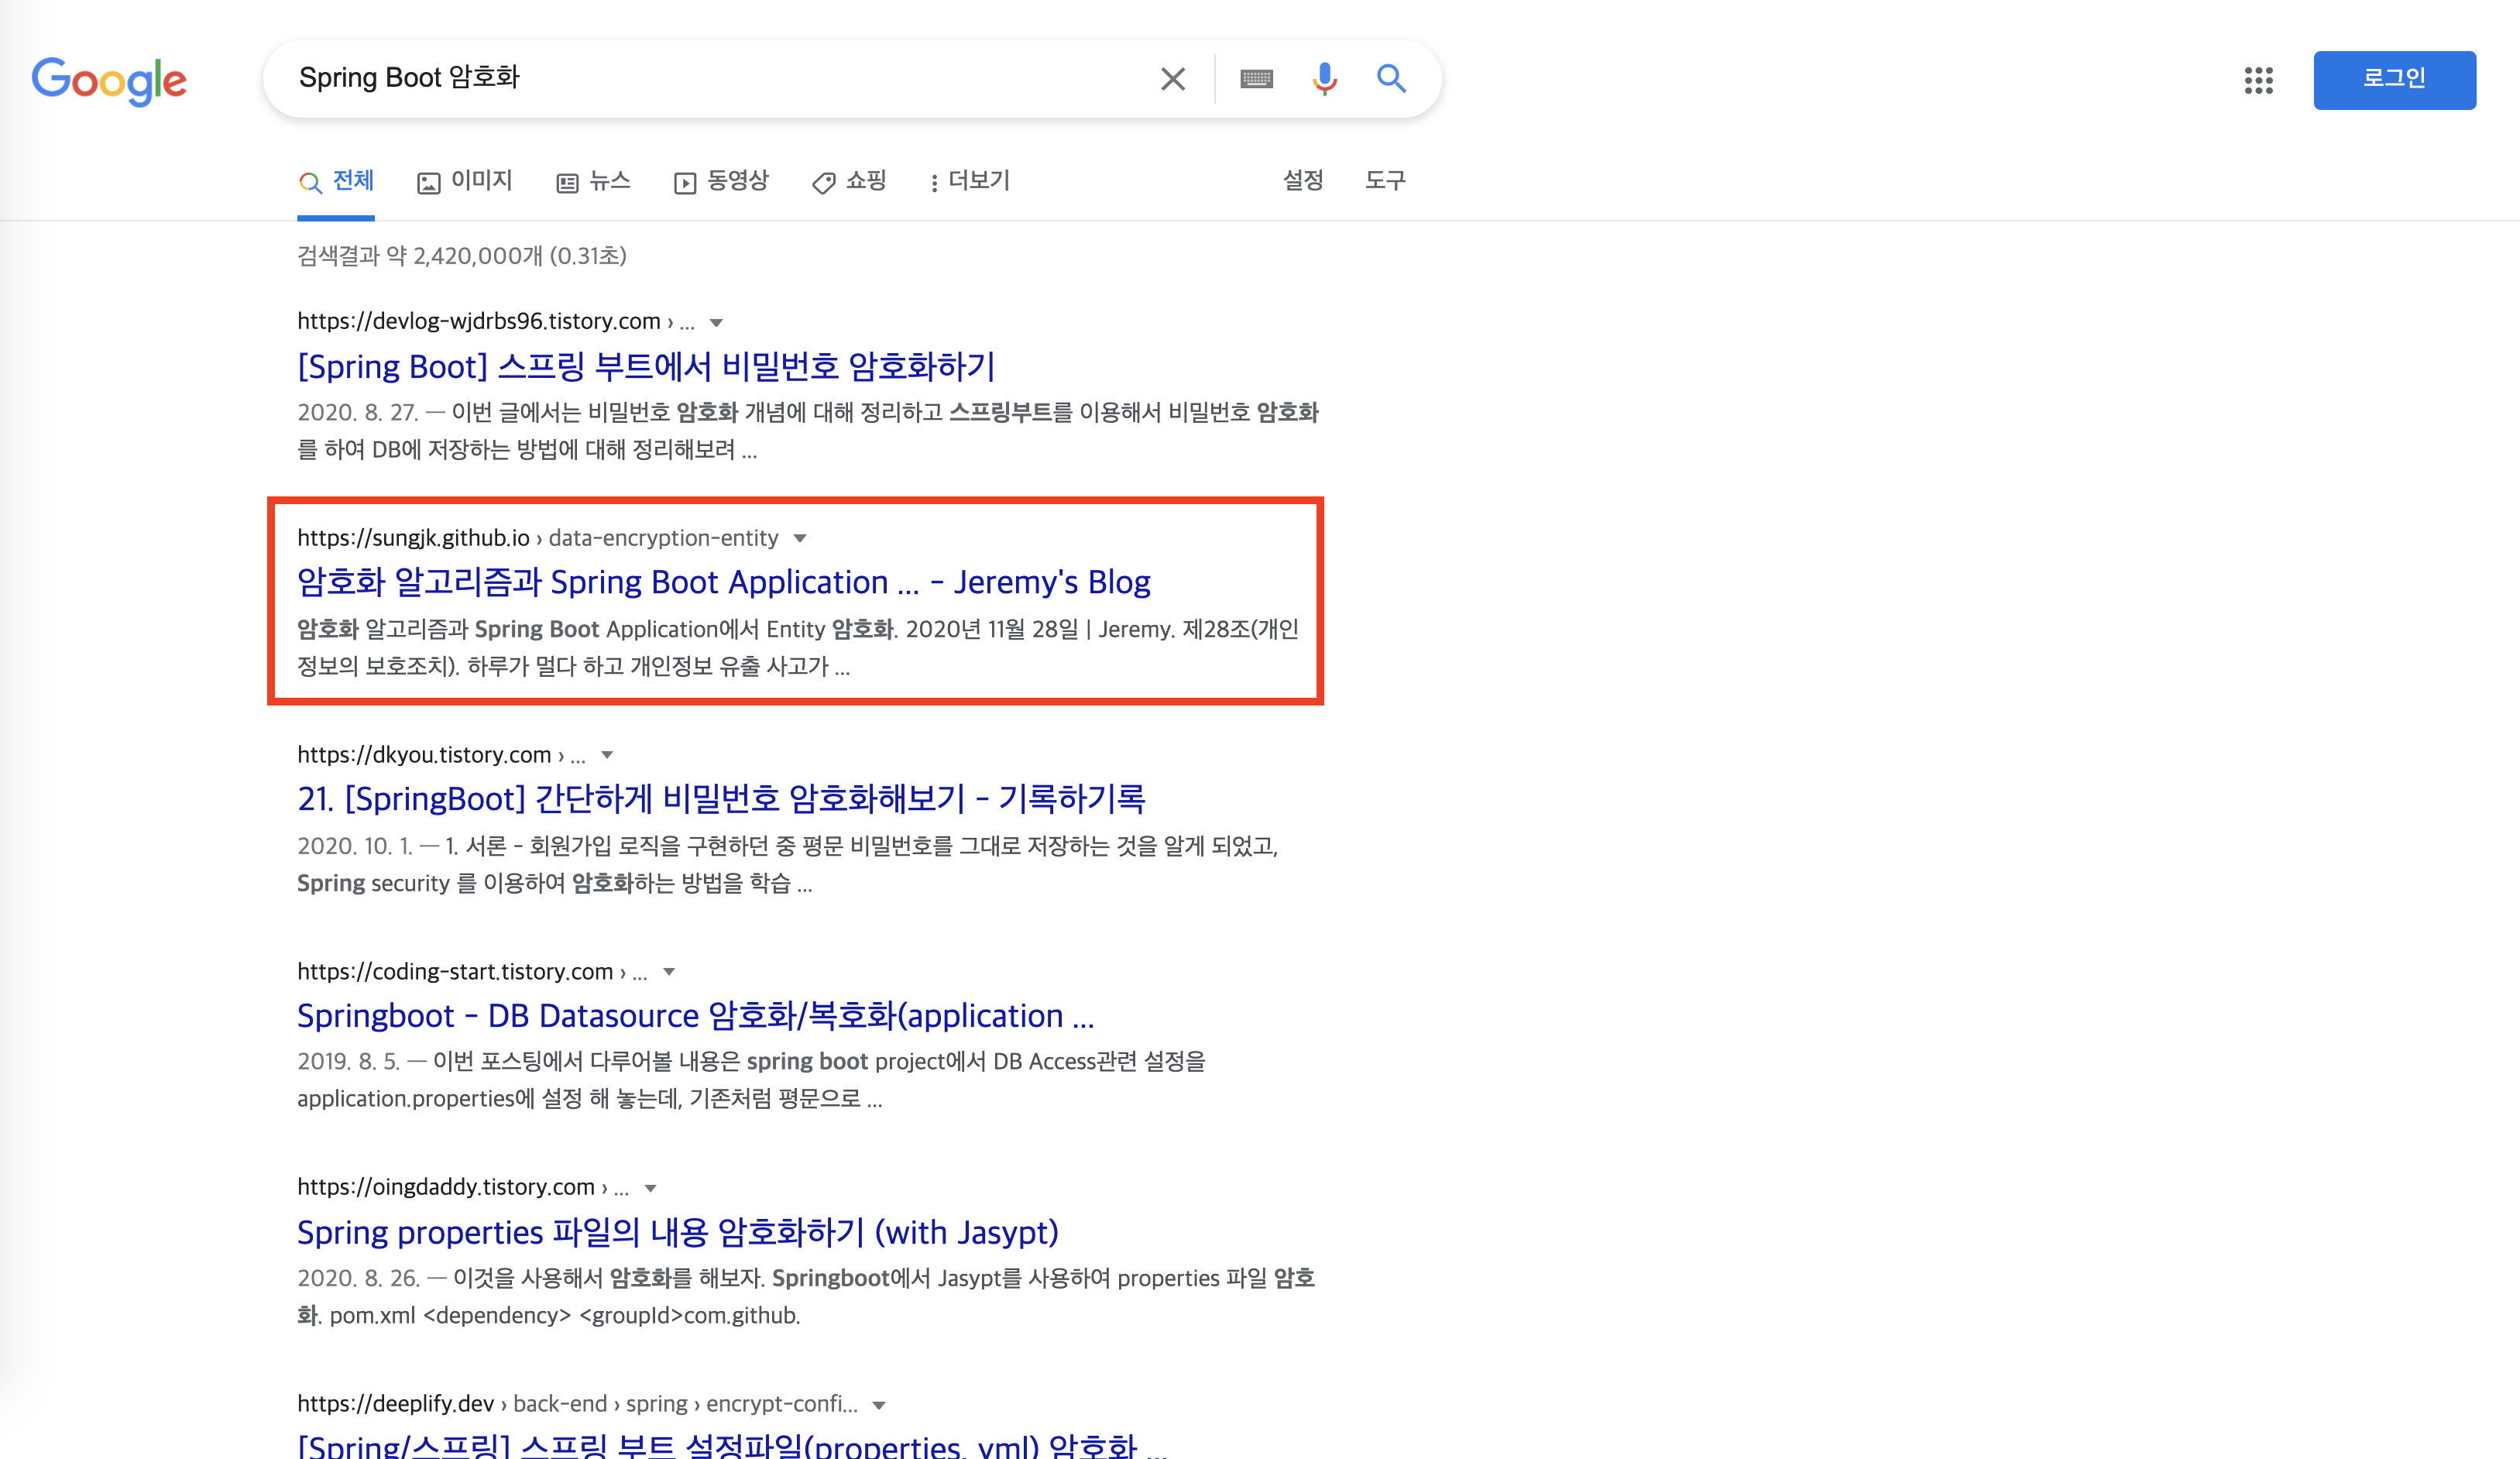 Google
Spring Boot 암호화
로그인
전체 이미지 뉴스 동영상 쇼핑 더보기 설정 도구
검색결과 약 2,420,000개 (0.31초)
https://devlog-wjdrbs96.tistory.com › ...
[Spring Boot] 스프링 부트에서 비밀번호 암호화하기
2020. 8. 27. — 이번 글에서는 비밀번호 암호화 개념에 대해 정리하고 스프링부트를 이용해서 비밀번호 암호화
를 하여 DB에 저장하는 방법에 대해 정리해보려 ...
https://sungjk.github.io › data-encryption-entity
암호화 알고리즘과 Spring Boot Application ... - Jeremy's Blog
암호화 알고리즘과 Spring Boot Application에서 Entity 암호화. 2020년 11월 28일 | Jeremy. 제28조(개인
정보의 보호조치). 하루가 멀다 하고 개인정보 유출 사고가 ...
https://dkyou.tistory.com › ...
21. [SpringBoot] 간단하게 비밀번호 암호화해보기 - 기록하기록
2020. 10. 1. — 1. 서론 - 회원가입 로직을 구현하던 중 평문 비밀번호를 그대로 저장하는 것을 알게 되었고,
Spring security 를 이용하여 암호화하는 방법을 학습 ...
https://coding-start.tistory.com › ...
Springboot - DB Datasource 암호화/복호화(application ...
2019. 8. 5. — 이번 포스팅에서 다루어볼 내용은 spring boot project에서 DB Access관련 설정을
application.properties에 설정 해 놓는데, 기존처럼 평문으로 ...
https://oingdaddy.tistory.com › ...
Spring properties 파일의 내용 암호화하기 (with Jasypt)
2020. 8. 26. — 이것을 사용해서 암호화를 해보자. Springboot에서 Jasypt를 사용하여 properties 파일 암호
화. pom.xml <dependency> <groupId>com.github.
https://deeplify.dev › back-end › spring › encrypt-confi...
[Spring/스프링] 스프링 부트 설정파일(properties, yml) 암호화 ...